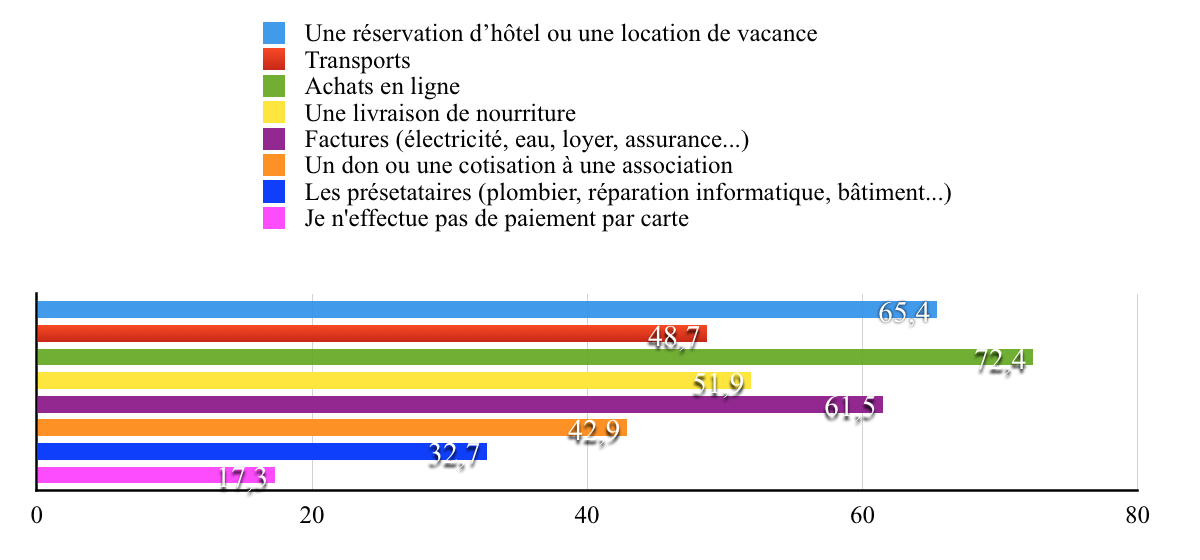 Une réservation d’hôtel ou une location de vacance
Transports
Achats en ligne
Une livraison de nourriture
Factures (électricité, eau, loyer, assurance...)
Un don ou une cotisation à une association
Les présetataires (plombier, réparation informatique, bâtiment...)
Je n'effectue pas de paiement par carte
65,4
48,7
72,4
51,9
61,5
42,9
32,7
17,3
0 20 40 60 80